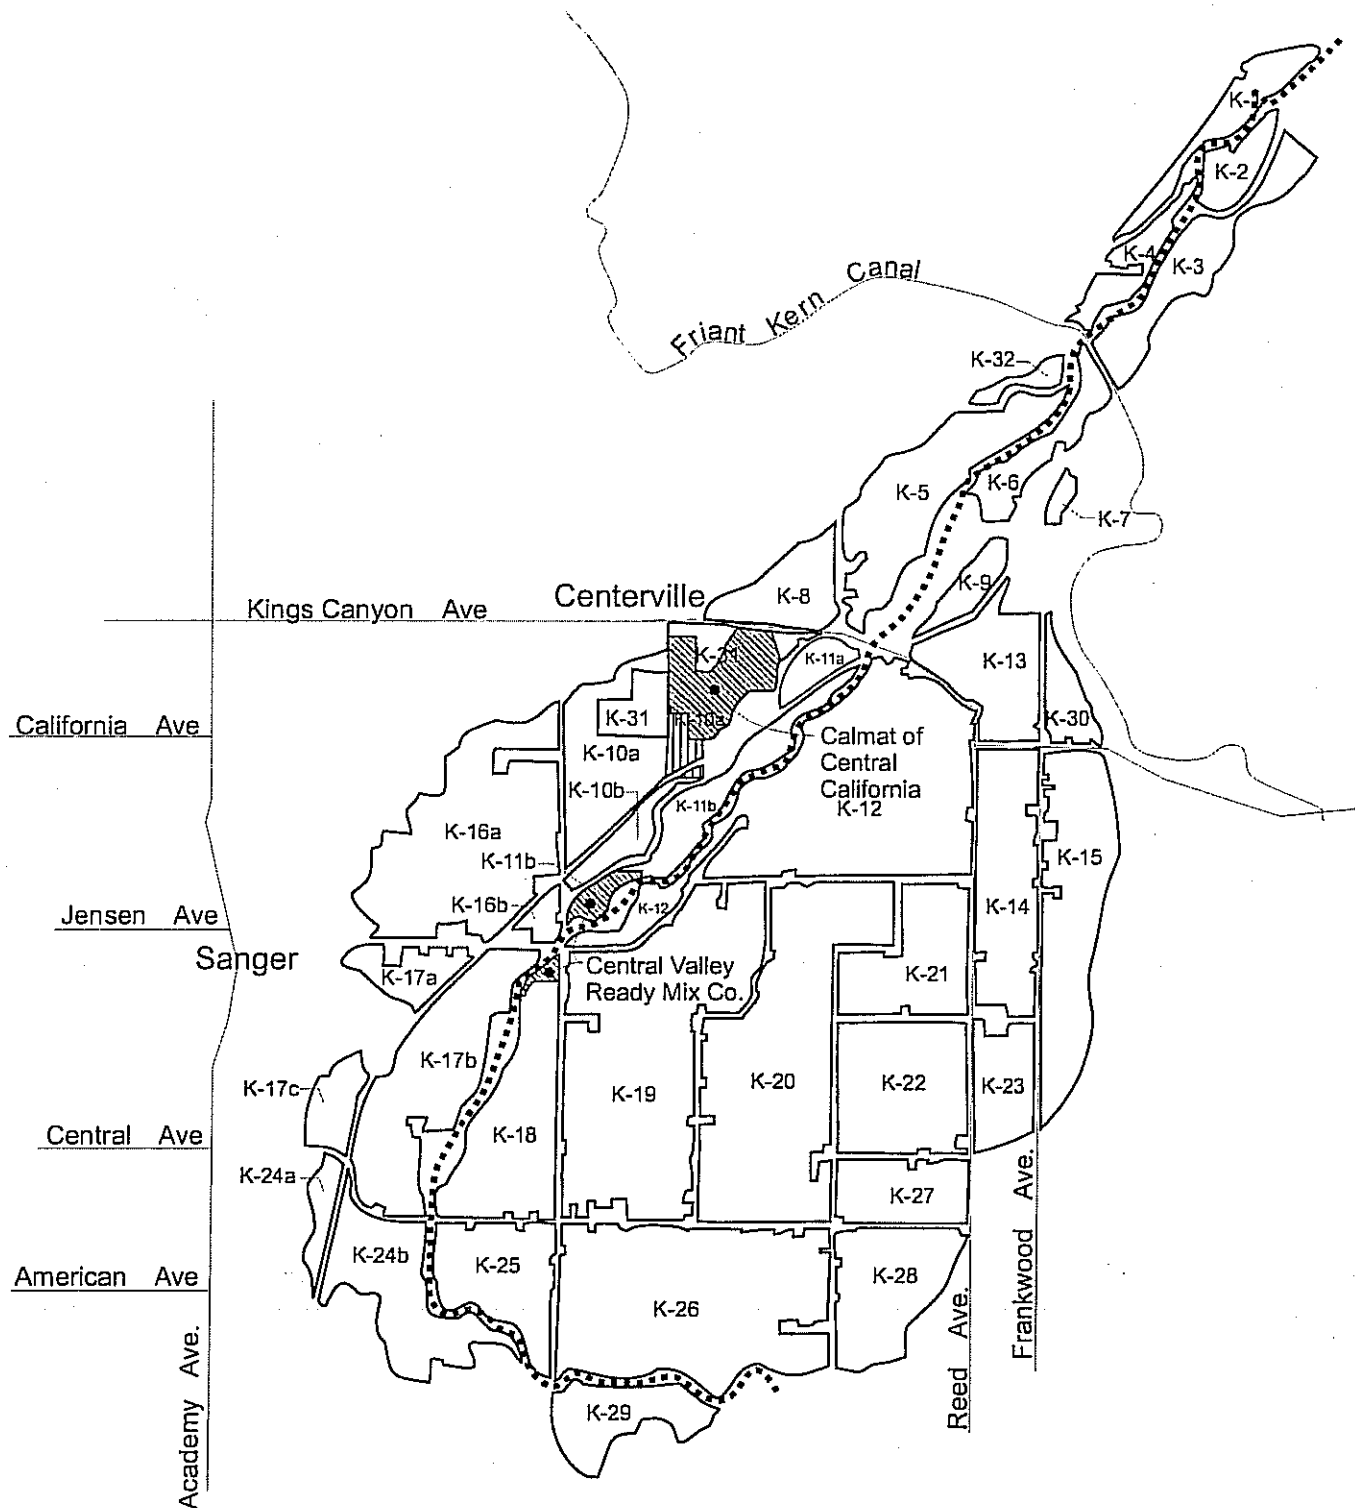 K-1
K-2
K-4
K-3
Friant Kern Canal
K-32
K-5
K-6
K-7
K-9
Centerville
K-8
Kings Canyon Ave
K-31
K-11a
K-13
California Ave
K-31
K-10a
K-30
K-10a
Calmat of
Central
California
K-10b
K-11b
K-12
K-16a
K-11b
K-15
K-16b
K-12
K-14
Jensen Ave
Sanger
K-17a
Central Valley
Ready Mix Co.
K-21
K-17b
K-17c
K-19
K-20
K-22
K-23
Central Ave
K-18
K-24a
K-27
K-24b
K-25
K-28
American Ave
K-26
K-29
Academy Ave.
Reed Ave.
Frankwood Ave.